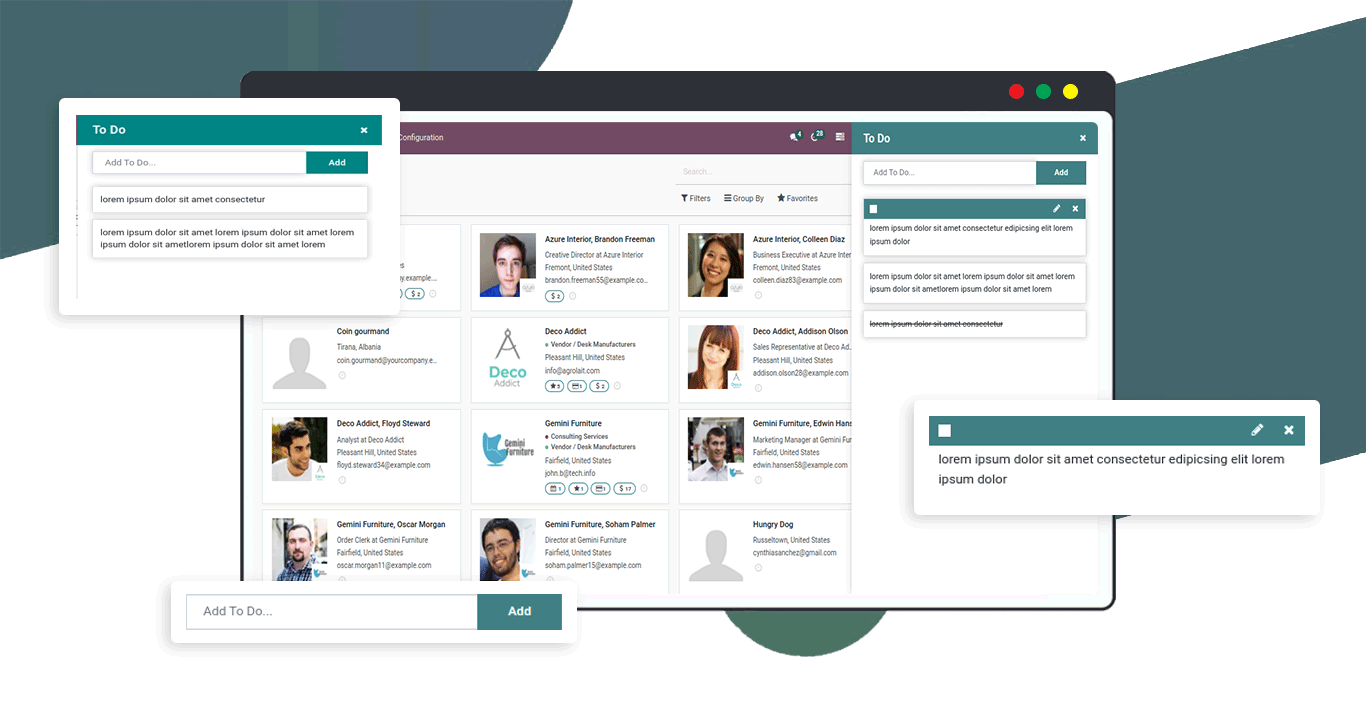 To Do
Add To Do...
Add
lorem ipsum dolor sit amet consectetur
lorem ipsum dolor sit amet lorem ipsum dolor sit amet lorem
ipsum dolor sit ametlorem ipsum dolor sit amet lorem
Configuration
4
28
Search...
Filters
Group By
Favorites
$ 2
Azure Interior, Brandon Freeman
Creative Director at Azure Interior
Fremont, United States
brandon.freeman55@example.co...
$ 2
Azure Interior, Colleen Diaz
Business Executive at Azure Inter
Fremont, United States
colleen.diaz83@example.com
Coin gourmand
Tirana, Albania
coin.gourmand@yourcompany.e...
Deco
Addict
Deco Addict
Vendor / Desk Manufacturers
Pleasant Hill, United States
info@agrolait.com
5
1
$ 2
Deco Addict, Addison Olson
Sales Representative at Deco Ad..
Pleasant Hill, United States
addison.olson28@example.com
Deco Addict, Floyd Steward
Analyst at Deco Addict
Pleasant Hill, United States
floyd.steward34@example.com
Gemini
Furniture
Gemini Furniture
Consulting Services
Vendor / Desk Manufacturers
Fairfield, United States
john.b@tech.info
1
1
1
$ 17
Gemini Furniture, Edwin Hans
Marketing Manager at Gemini Fur
Fairfield, United States
edwin.hansen58@example.com
Gemini Furniture, Oscar Morgan
Order Clerk at Gemini Furniture
Fairfield, United States
oscar.morgan11@example.com
Gemini Furniture, Soham Palmer
Director at Gemini Furniture
Fairfield, United States
soham.palmer15@example.com
Hungry Dog
Russeltown, United States
cynthiasanchez@gmail.com
To Do
Add To Do...
Add
lorem ipsum dolor sit amet consectetur edipicsing elit lorem
ipsum dolor
lorem ipsum dolor sit amet lorem ipsum dolor sit amet lorem
ipsum dolor sit ametlorem ipsum dolor sit amet lorem
lorem ipsum dolor sit amet consectetur
lorem ipsum dolor sit amet consectetur edipicsing elit lorem
ipsum dolor
Add To Do...
Add